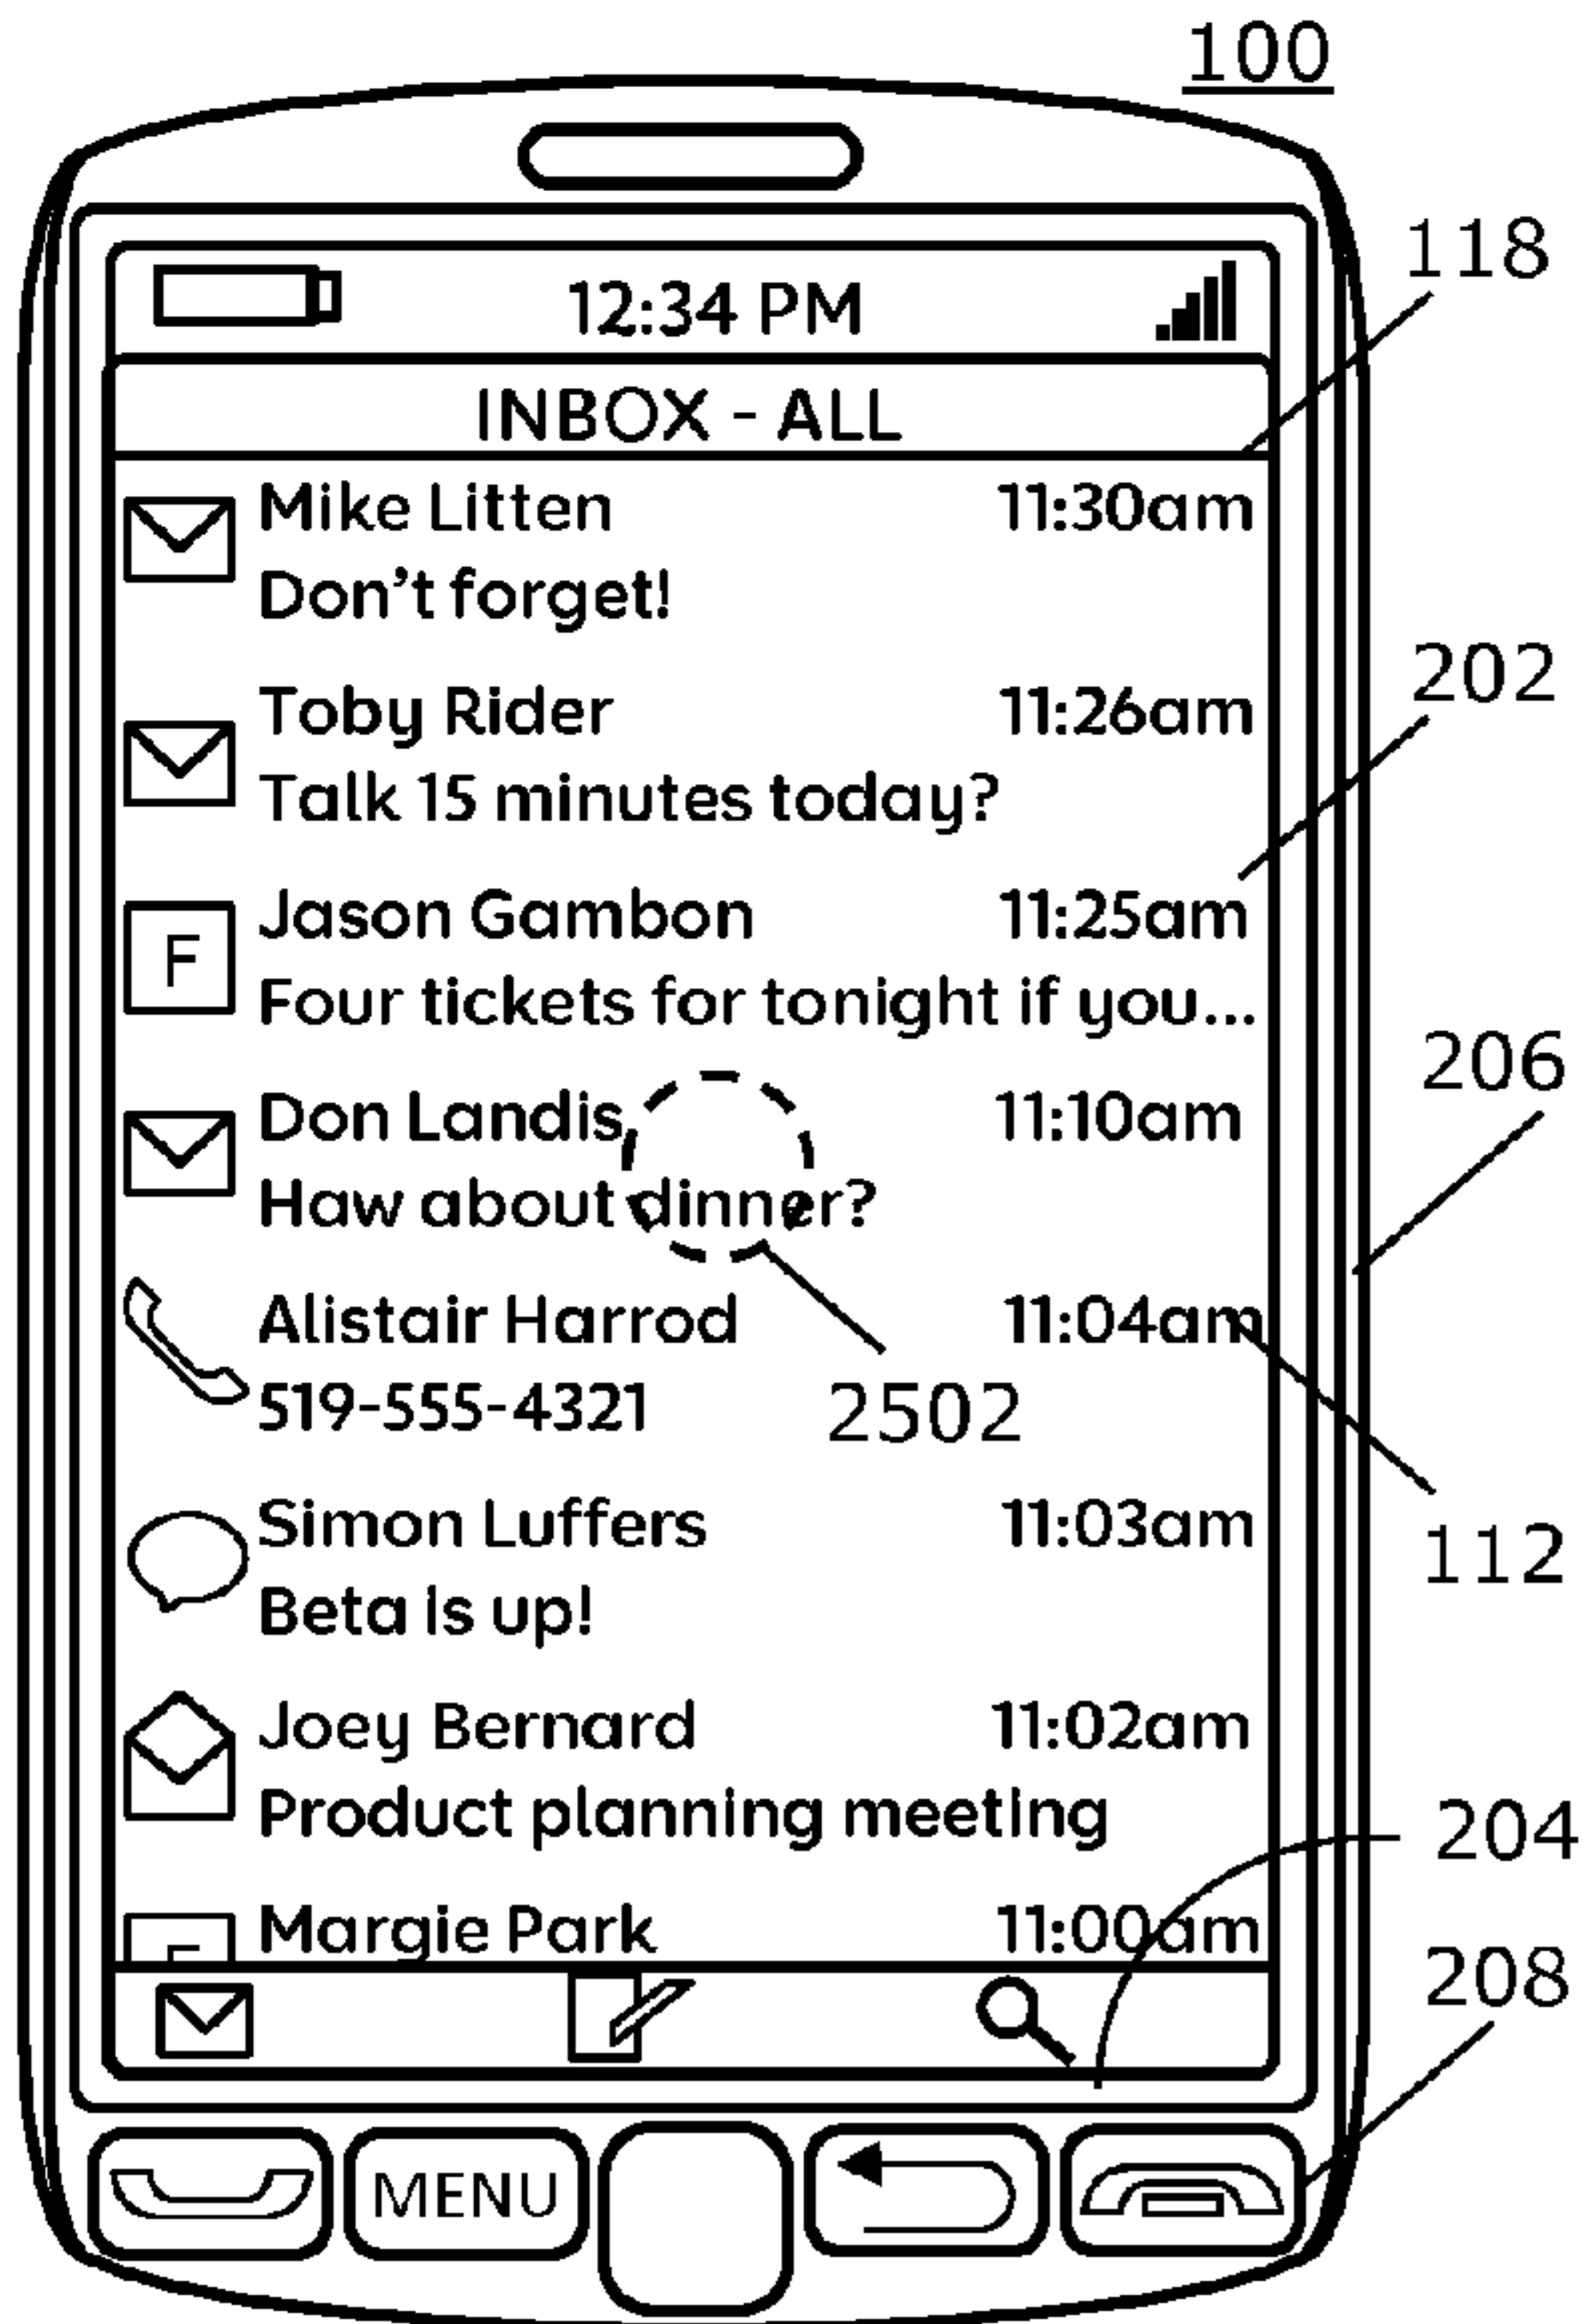 100
118
12:34 PM
INBOX - ALL
Mike Litten 11:30am
Don't forget!
202
Toby Rider 11:26am
Talk 15 minutes today?
Jason Gambon 11:25am
F
Four tickets for tonight if you...
206
Don Landis 11:10am
Haw about dinner?
Alistair Harrod 11:04am
519-555-4321
2502
Simon Luffers 11:03am
112
Beta is up!
Joey Bernard 11:02am
Product planning meeting
204
Margie Park 11:00am
208
MENU